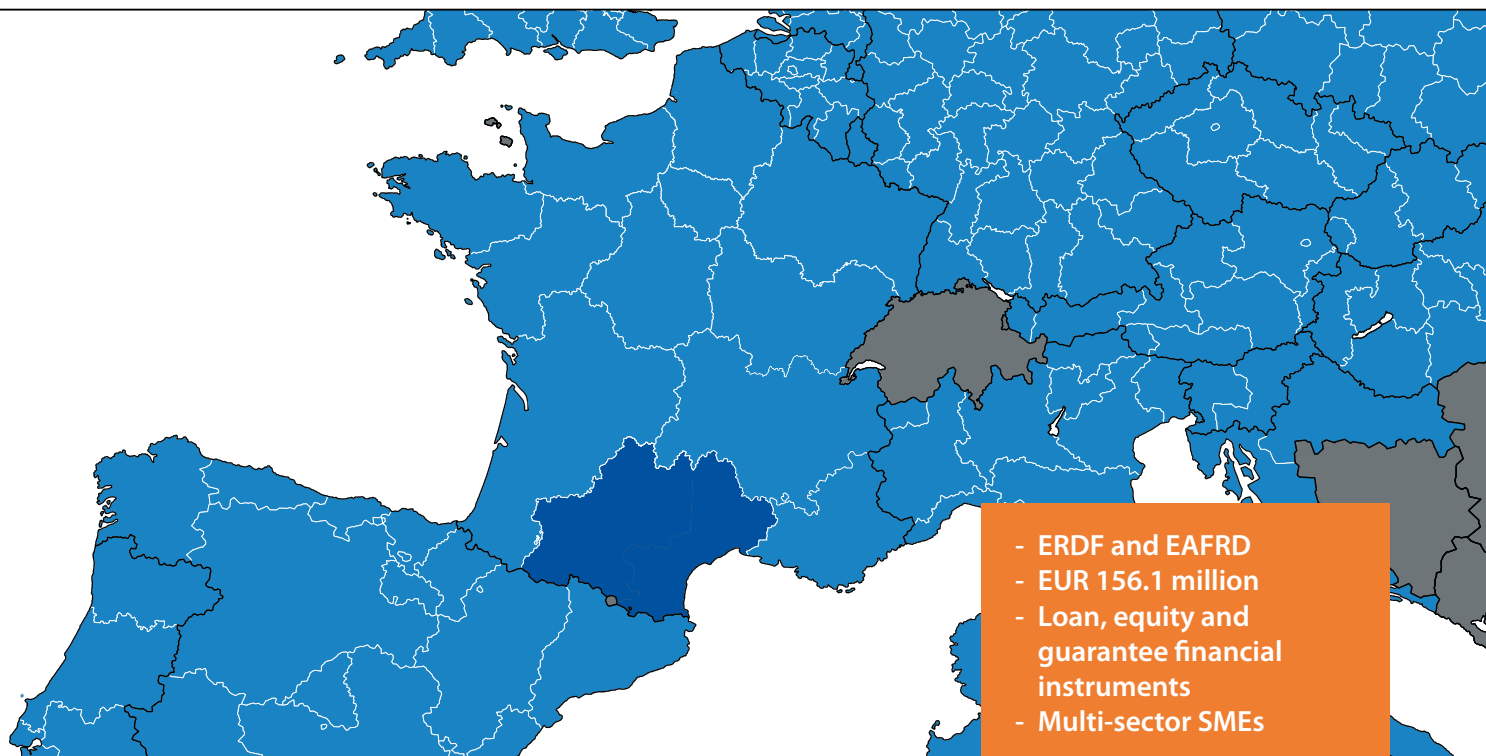 - ERDF and EAFRD
- EUR 156.1 million
- Loan, equity and
guarantee financial
instruments
- Multi-sector SMEs